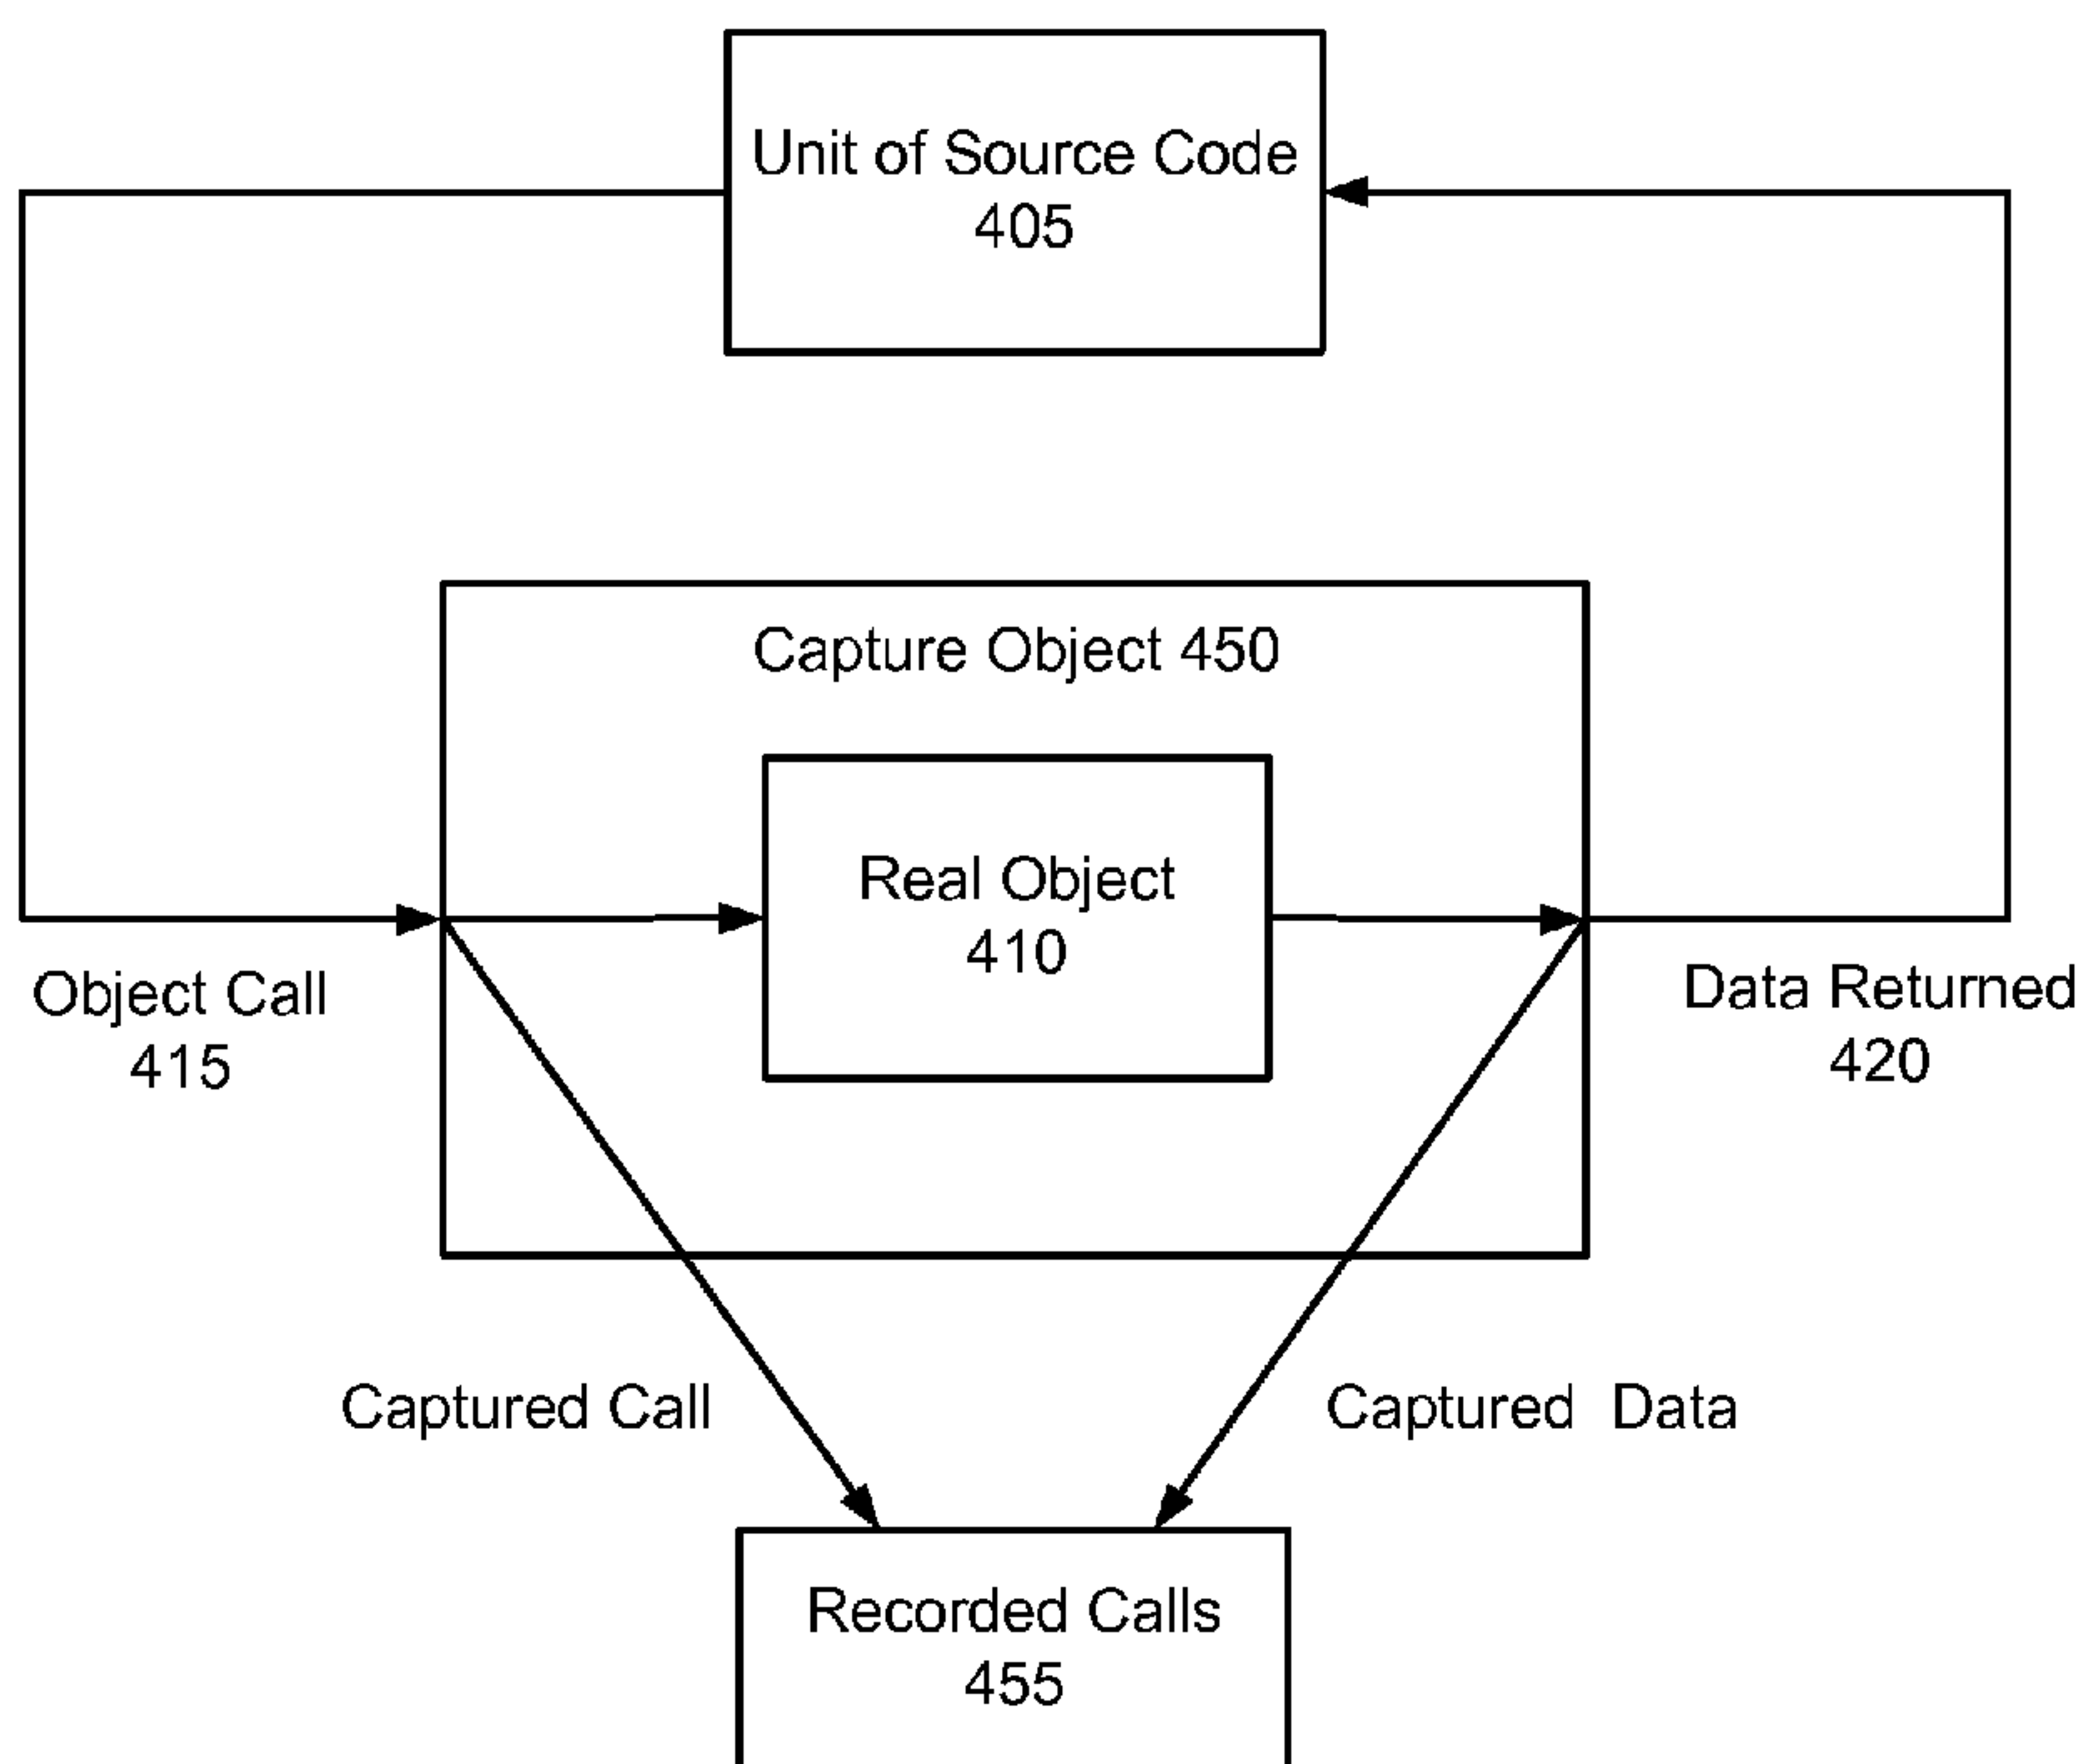 Unit of Source Code
405
Capture Object 450
Real Object
410
Object Call
415
Data Returned
420
Captured Call
Captured Data
Recorded Calls
455